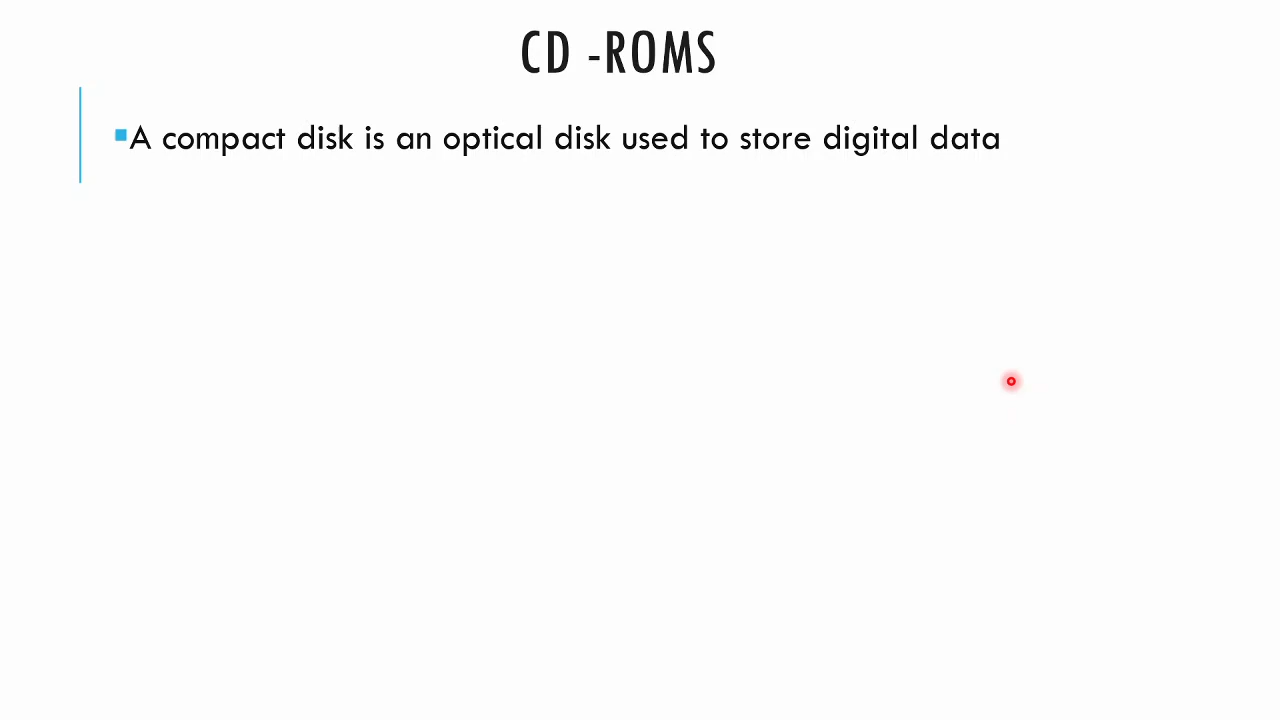 CD -ROMS
▪A compact disk is an optical disk used to store digital data